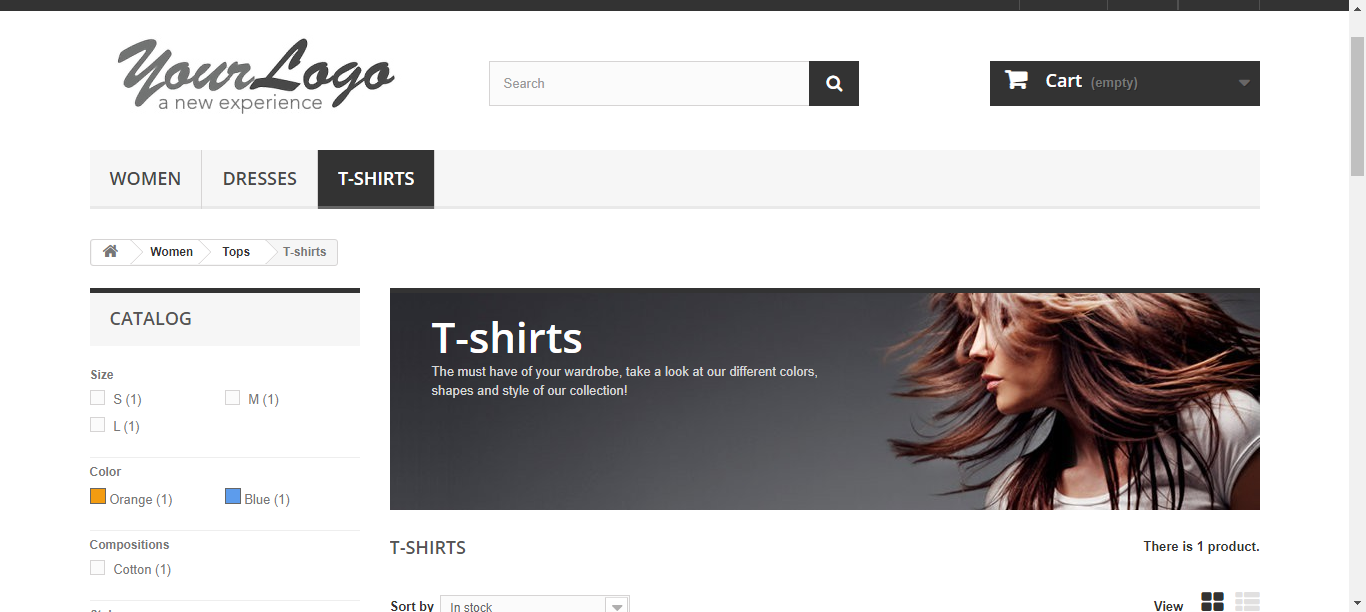 YourLogo
a new experience
Search
Cart (empty)
WOMEN DRESSES T-SHIRTS
Women Tops T-shirts
CATALOG
Size
S (1) M (1)
L (1)
Color
Orange (1) Blue (1)
Compositions
Cotton (1)
T-shirts
The must have of your wardrobe, take a look at our different colors,
shapes and style of our collection!
T-SHIRTS
There is 1 product.
Sort by In stock
View